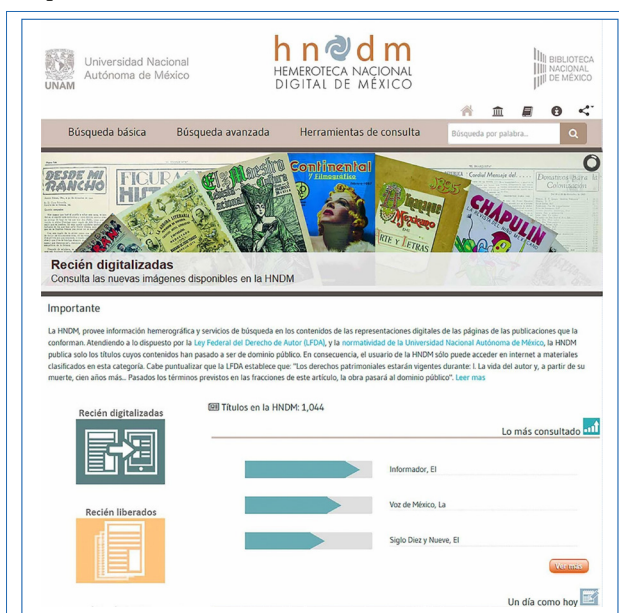 Universidad Nacional
Autónoma de México
UNAM
hndm
HEMEROTECA NACIONAL
DIGITAL DE MÉXICO
BIBLIOTECA
NACIONAL
DE MÉXICO
Búsqueda básica Búsqueda avanzada Herramientas de consulta Búsqueda por palabra...
DESDE MI
RANCHO
El Maestro
Continental
y Filmográfico
CHAPULIN
ARTE Y LETRAS
Cordial Mensaje del
Recién digitalizadas
Consulta las nuevas imágenes disponibles en la HNDM
Importante
La HNDM, provee información hemerográfica y servicios de búsqueda en los contenidos de las representaciones digitales de las páginas de las publicaciones que la
conforman. Atendiendo a lo dispuesto por la Ley Federal del Derecho de Autor (LFDA), y la normatividad de la Universidad Nacional Autónoma de México, la HNDM
publica solo los títulos cuyos contenidos han pasado a ser de dominio público. En consecuencia, el usuario de la HNDM sólo puede acceder en internet a materiales
clasificados en esta categoría. Cabe puntualizar que la LFDA establece que: "Los derechos patrimoniales estarán vigentes durante: I. La vida del autor y, a partir de su
muerte, cien años más... Pasados los términos previstos en las fracciones de este artículo, la obra pasará al dominio público". Leer mas
Recién digitalizadas
Títulos en la HNDM: 1,044
Lo más consultado
Informador, El
Voz de México, La
Recién liberados
Siglo Diez y Nueve, El
Ver más
Un día como hoy